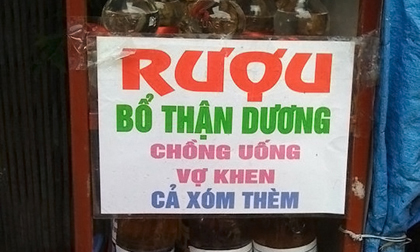 RƯỢU
BỔ THẬN DƯƠNG
CHỒNG UỐNG
VỢ KHEN
CẢ XÓM THÈM